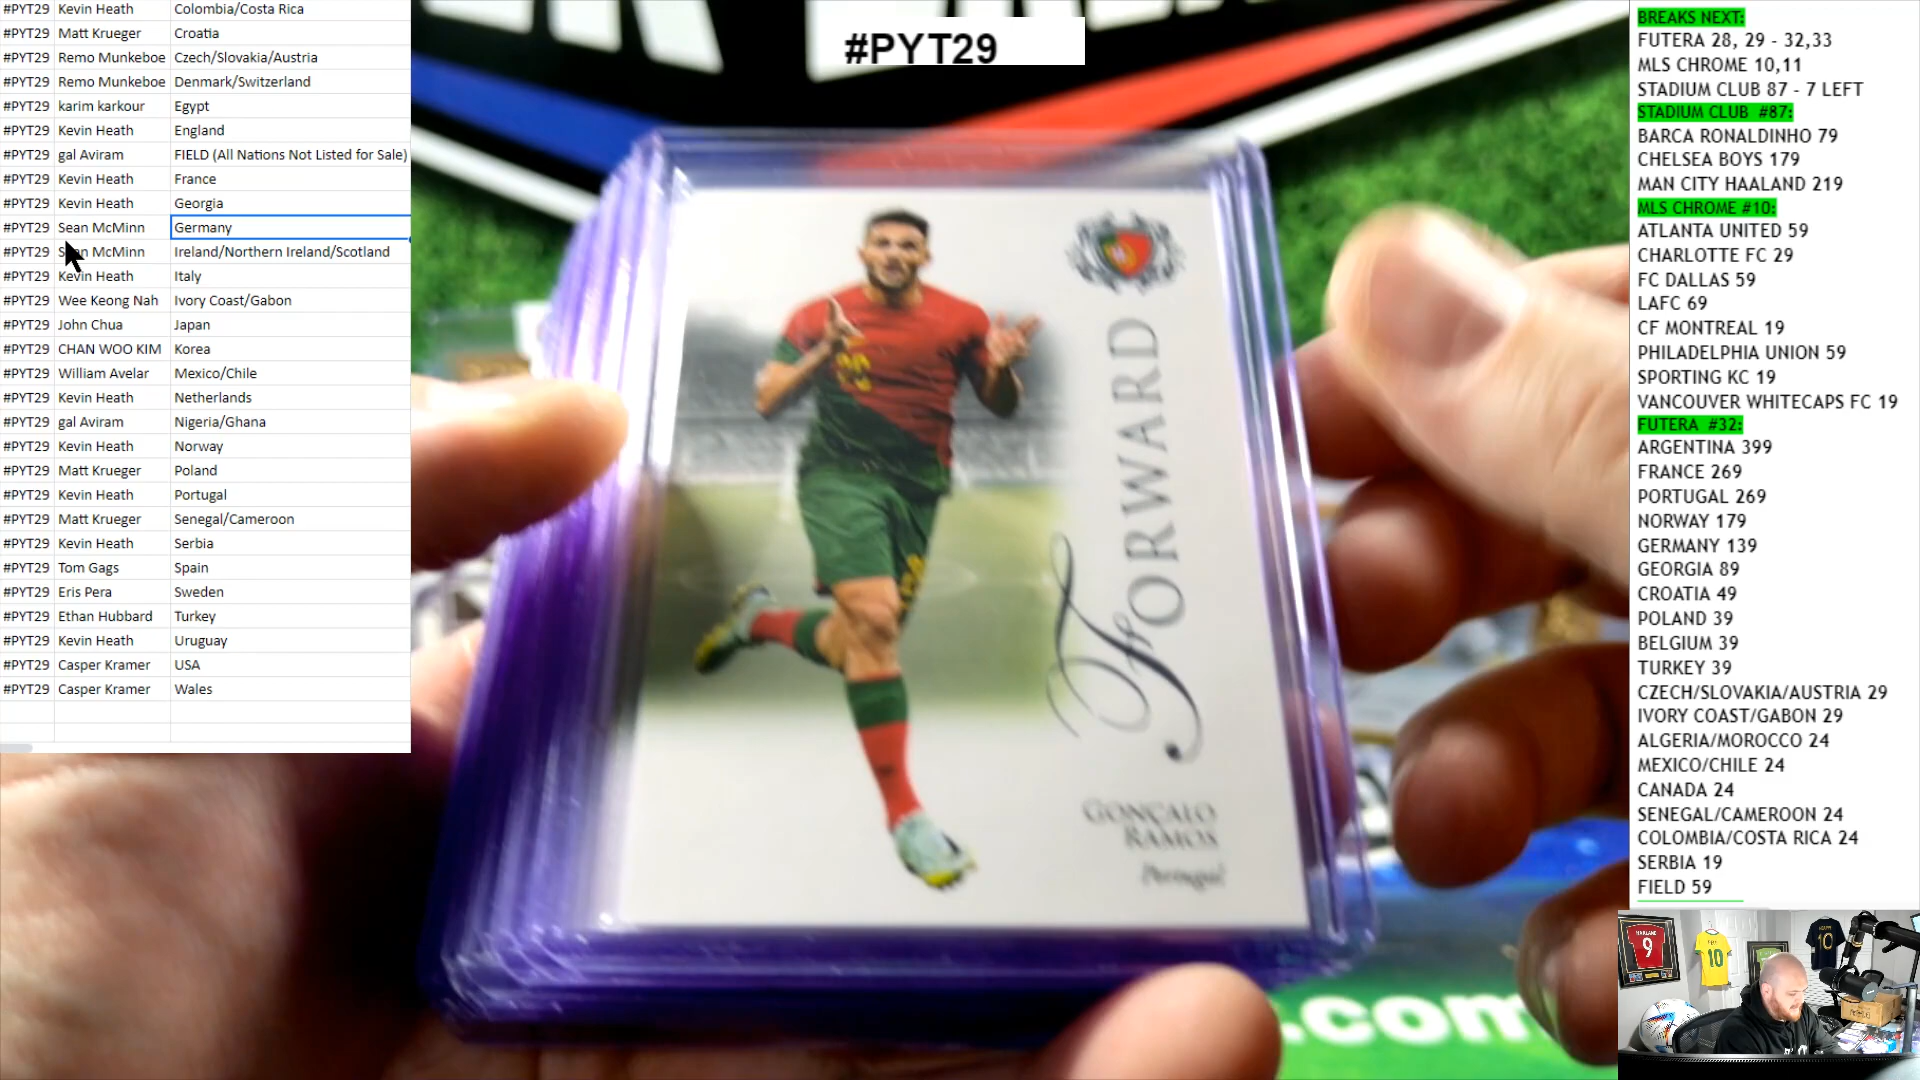 #PYT29 Kevin Heath Colombia/Costa Rica
#PYT29 Matt Krueger Croatia
#PYT29 Remo Munkeboe Czech/Slovakia/Austria
#PYT29 Remo Munkeboe Denmark/Switzerland
#PYT29 karim karkour Egypt
#PYT29 Kevin Heath England
#PYT29 gal Aviram FIELD (All Nations Not Listed for Sale)
#PYT29 Kevin Heath France
#PYT29 Kevin Heath Georgia
#PYT29 Sean McMinn Germany
#PYT29 Sean McMinn Ireland/Northern Ireland/Scotland
#PYT29 Kevin Heath Italy
#PYT29 Wee Keong Nah Ivory Coast/Gabon
#PYT29 John Chua Japan
#PYT29 CHAN WOO KIM Korea
#PYT29 William Avelar Mexico/Chile
#PYT29 Kevin Heath Netherlands
#PYT29 gal Aviram Nigeria/Ghana
#PYT29 Kevin Heath Norway
#PYT29 Matt Krueger Poland
#PYT29 Kevin Heath Portugal
#PYT29 Matt Krueger Senegal/Cameroon
#PYT29 Kevin Heath Serbia
#PYT29 Tom Gags Spain
#PYT29 Eris Pera Sweden
#PYT29 Ethan Hubbard Turkey
#PYT29 Kevin Heath Uruguay
#PYT29 Casper Kramer USA
#PYT29 Casper Kramer Wales
#PYT29
FORWARD
GONÇALO
RAMOS
Portugal
.com
BREAKS NEXT:
FUTERA 28, 29 - 32,33
MLS CHROME 10,11
STADIUM CLUB 87 - 7 LEFT
STADIUM CLUB #87:
BARCA RONALDINHO 79
CHELSEA BOYS 179
MAN CITY HAALAND 219
MLS CHROME #10:
ATLANTA UNITED 59
CHARLOTTE FC 29
FC DALLAS 59
LAFC 69
CF MONTREAL 19
PHILADELPHIA UNION 59
SPORTING KC 19
VANCOUVER WHITECAPS FC 19
FUTERA #32:
ARGENTINA 399
FRANCE 269
PORTUGAL 269
NORWAY 179
GERMANY 139
GEORGIA 89
CROATIA 49
POLAND 39
BELGIUM 39
TURKEY 39
CZECH/SLOVAKIA/AUSTRIA 29
IVORY COAST/GABON 29
ALGERIA/MOROCCO 24
MEXICO/CHILE 24
CANADA 24
SENEGAL/CAMEROON 24
COLOMBIA/COSTA RICA 24
SERBIA 19
FIELD 59
HAALAND
9
10
10